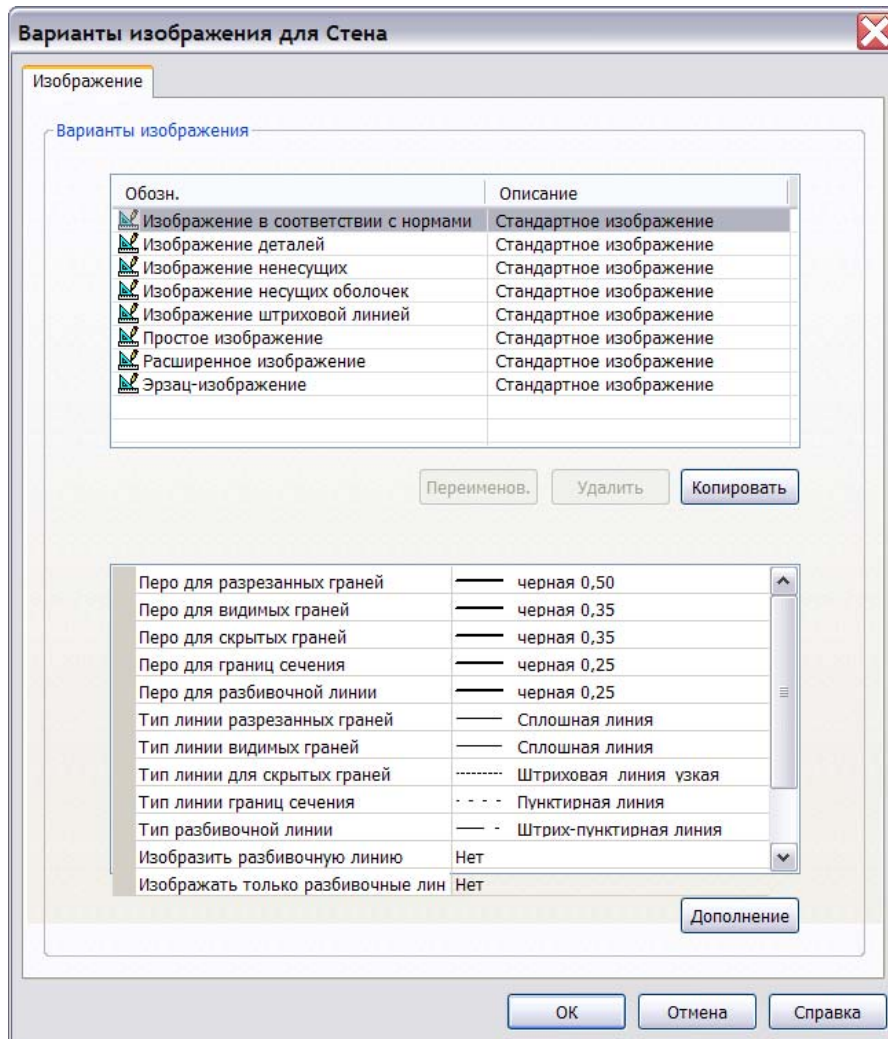 Варианты изображения для Стена
Изображение
Варианты изображения
Обозн. Описание
Изображение в соответствии с нормами Стандартное изображение
Изображение деталей Стандартное изображение
Изображение ненесущих Стандартное изображение
Изображение несущих оболочек Стандартное изображение
Изображение штриховой линией Стандартное изображение
Простое изображение Стандартное изображение
Расширенное изображение Стандартное изображение
Эрзац-изображение Стандартное изображение
Переименов. Удалить Копировать
Перо для разрезанных граней черная 0,50
Перо для видимых граней черная 0,35
Перо для скрытых граней черная 0,35
Перо для границ сечения черная 0,25
Перо для разбивочной линии черная 0,25
Тип линии разрезанных граней Сплошная линия
Тип линии видимых граней Сплошная линия
Тип линии для скрытых граней Штриховая линия узкая
Тип линии границ сечения Пунктирная линия
Тип разбивочной линии Штрих-пунктирная линия
Изобразить разбивочную линию Нет
Изображать только разбивочные лин Нет
Дополнение
ОК Отмена Справка